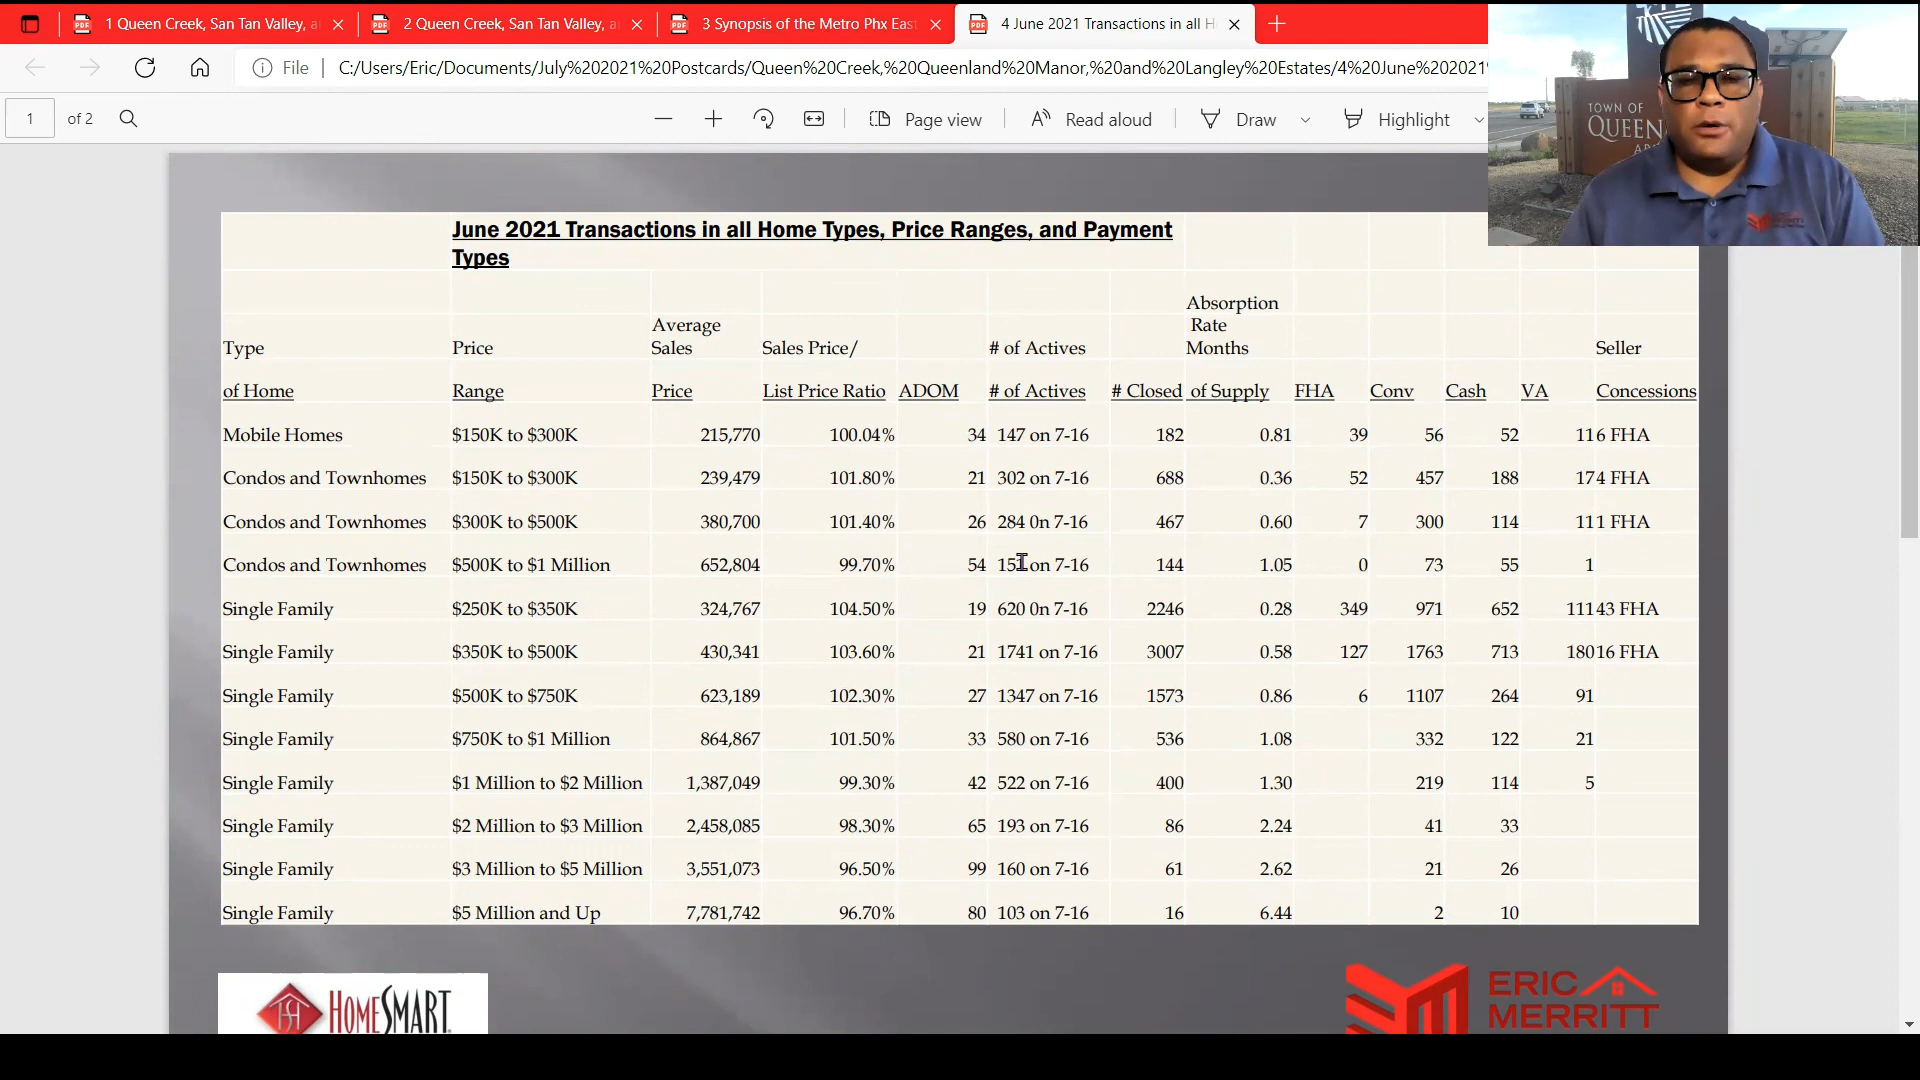 1 Queen Creek, San Tan Valley, a
2 Queen Creek, San Tan Valley, a
3 Synopsis of the Metro Phx East
4 June 2021 Transactions in all H
File | C:/Users/Eric/Documents/July%202021%20Postcards/Queen%20Creek,%20Queenland%20Manor,%20and%20Langley%20Estates/4%20June%202021%
1 of 2 Page view Read aloud Draw Highlight
TOWN OF
QUEEN
June 2021 Transactions in all Home Types, Price Ranges, and Payment
Types
Absorption
Average Rate
Type Price Sales Sales Price/ # of Actives Months Seller
of Home Range Price List Price Ratio ADOM # of Actives # Closed of Supply FHA Conv Cash VA Concessions
Mobile Homes $150K to $300K 215,770 100.04% 34 147 on 7-16 182 0.81 39 56 52 11 6 FHA
Condos and Townhomes $150K to $300K 239,479 101.80% 21 302 on 7-16 688 0.36 52 457 188 17 4 FHA
Condos and Townhomes $300K to $500K 380,700 101.40% 26 284 0n 7-16 467 0.60 7 300 114 11 1 FHA
Condos and Townhomes $500K to $1 Million 652,804 99.70% 54 151 on 7-16 144 1.05 0 73 55 1
Single Family $250K to $350K 324,767 104.50% 19 620 0n 7-16 2246 0.28 349 971 652 111 43 FHA
Single Family $350K to $500K 430,341 103.60% 21 1741 on 7-16 3007 0.58 127 1763 713 180 16 FHA
Single Family $500K to $750K 623,189 102.30% 27 1347 on 7-16 1573 0.86 6 1107 264 91
Single Family $750K to $1 Million 864,867 101.50% 33 580 on 7-16 536 1.08 332 122 21
Single Family $1 Million to $2 Million 1,387,049 99.30% 42 522 on 7-16 400 1.30 219 114 5
Single Family $2 Million to $3 Million 2,458,085 98.30% 65 193 on 7-16 86 2.24 41 33
Single Family $3 Million to $5 Million 3,551,073 96.50% 99 160 on 7-16 61 2.62 21 26
Single Family $5 Million and Up 7,781,742 96.70% 80 103 on 7-16 16 6.44 2 10
HOMESMART
ERIC
MERRITT